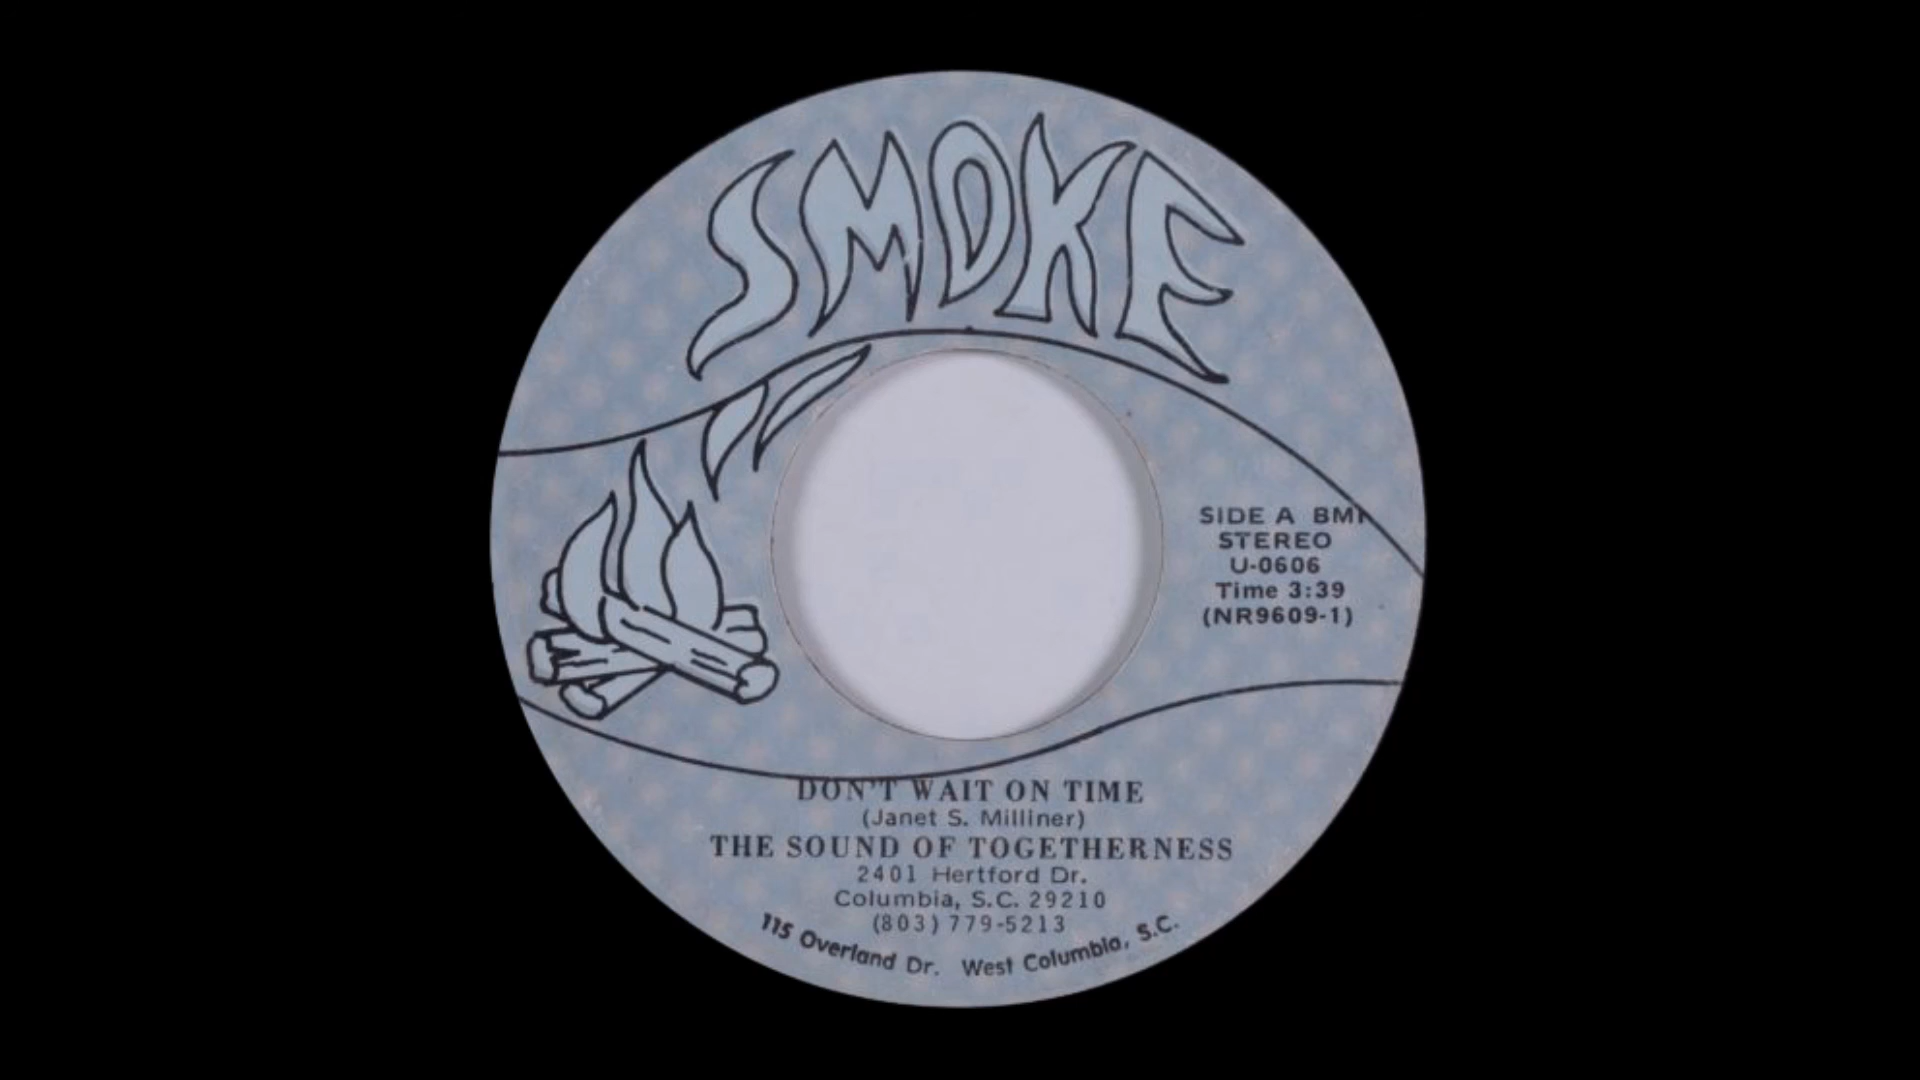 SMOKE
SIDE A BMI
STEREO
U-0606
Time 3:39
(NR9609-1)
DON'T WAIT ON TIME
(Janet S. Milliner)
THE SOUND OF TOGETHERNESS
2401 Hertford Dr.
Columbia, S.C. 29210
(803) 779-5213
115 Overland Dr. West Columbia, S.C.